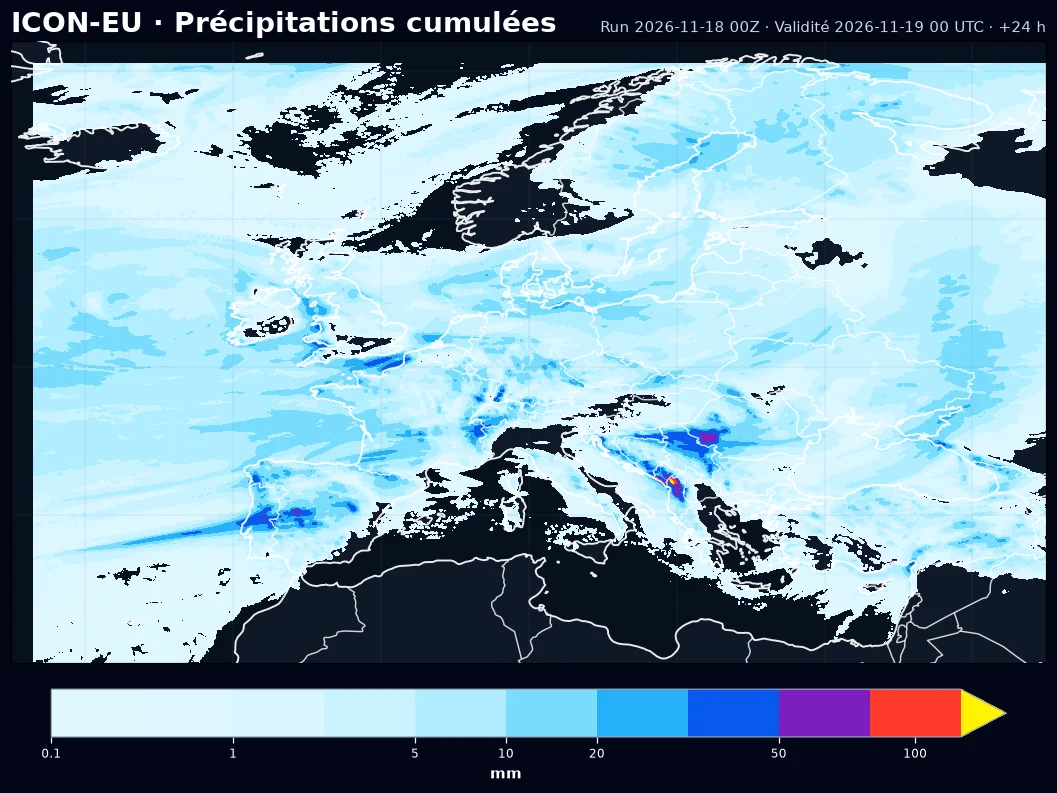 ICON-EU · Précipitations cumulées
Run 2026-11-18 00Z · Validité 2026-11-19 00 UTC · +24 h
0.1 1 5 10 20 50 100
mm